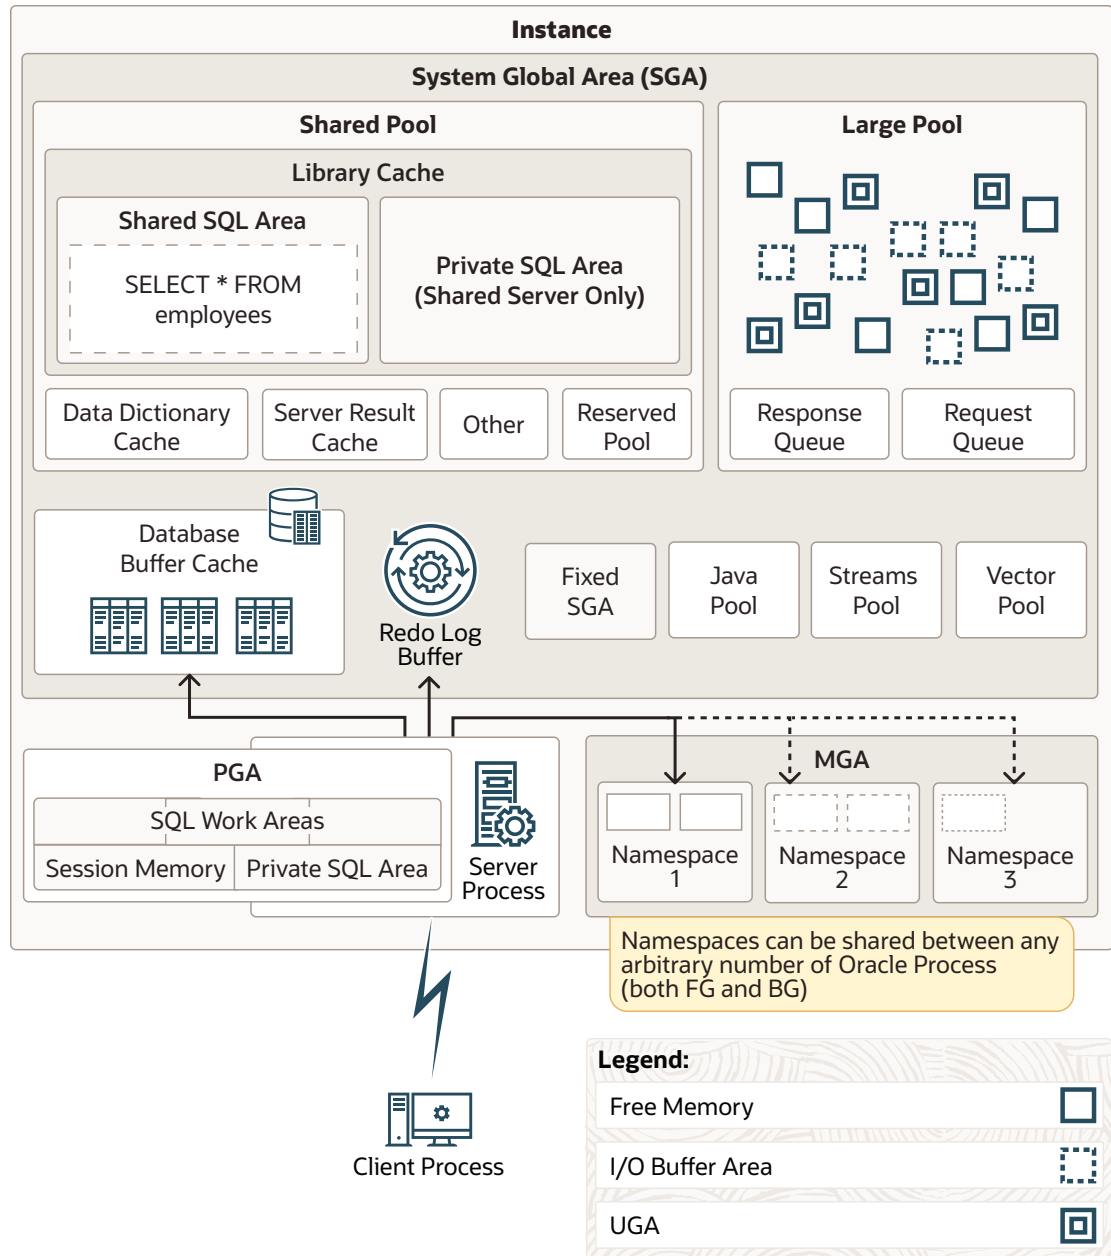 Instance
System Global Area (SGA)
Shared Pool
Library Cache
Shared SQL Area
SELECT * FROM
employees
Private SQL Area
(Shared Server Only)
Data Dictionary
Cache
Server Result
Cache
Other
Reserved
Pool
Large Pool
Response
Queue
Request
Queue
Database
Buffer Cache
Redo Log
Buffer
Fixed
SGA
Java
Pool
Streams
Pool
Vector
Pool
PGA
SQL Work Areas
Session Memory
Private SQL Area
Server
Process
MGA
Namespace
1
Namespace
2
Namespace
3
Namespaces can be shared between any
arbitrary number of Oracle Process
(both FG and BG)
Client Process
Legend:
Free Memory
I/O Buffer Area
UGA